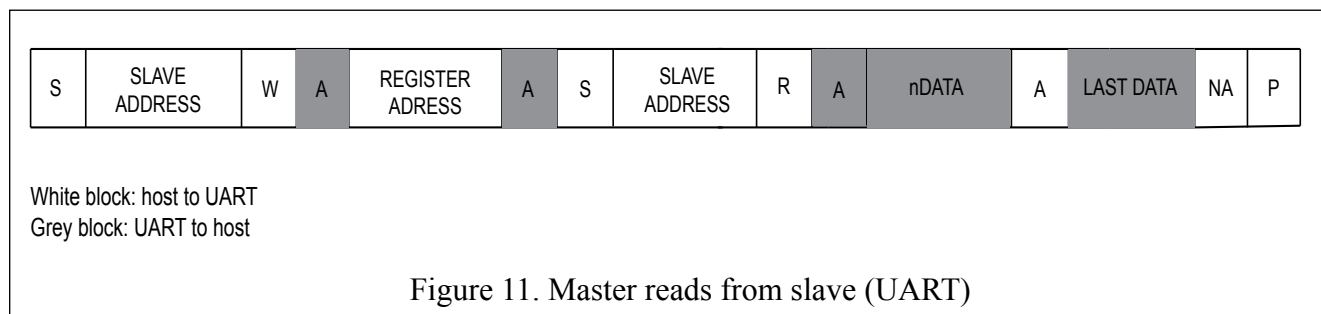 S SLAVE ADDRESS W A REGISTER ADRESS A S SLAVE ADDRESS R A nDATA A LAST DATA NA P
White block: host to UART
Grey block: UART to host
Figure 11. Master reads from slave (UART)